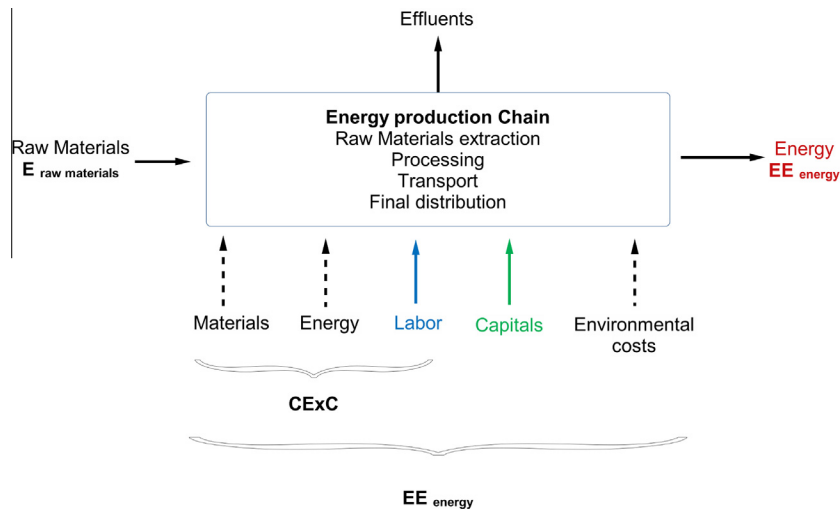 Effluents
Energy production Chain
Raw Materials extraction
Processing
Transport
Final distribution
Raw Materials
E raw materials
Energy
EE energy
Materials
Energy
Labor
Capitals
Environmental
costs
CExC
EE energy